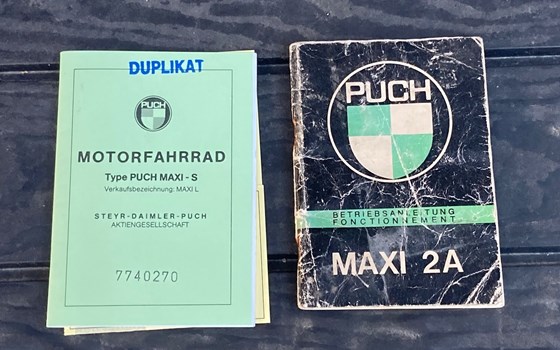 DUPLIKAT
PUCH
MOTORFAHRRAD
Type PUCH MAXI - S
Verkaufsbezeichnung: MAXI L
STEYR-DAIMLER-PUCH
AKTIENGESELLSCHAFT
7740270
PUCH
BETRIEBSANLEITUNG
FONCTIONNEMENT
MAXI 2A